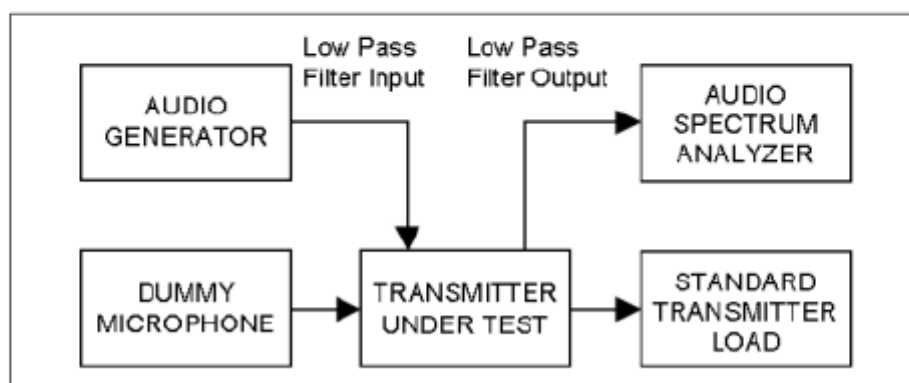 Low Pass
Filter Input
Low Pass
Filter Output
AUDIO
GENERATOR
AUDIO
SPECTRUM
ANALYZER
DUMMY
MICROPHONE
TRANSMITTER
UNDER TEST
STANDARD
TRANSMITTER
LOAD